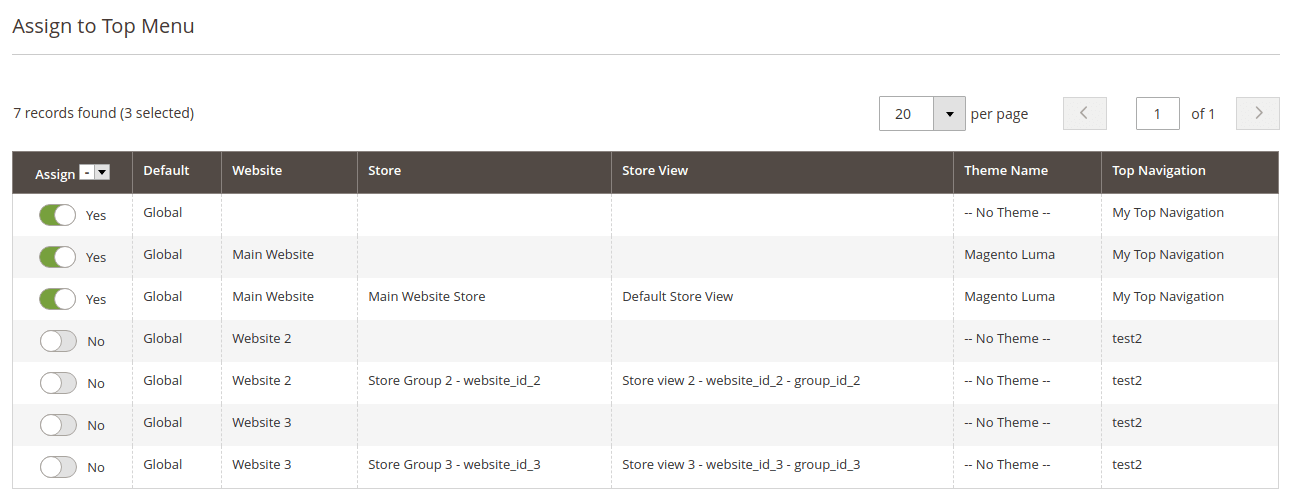 Assign to Top Menu
7 records found (3 selected) 20 per page 1 of 1
Assign - Default Website Store Store View Theme Name Top Navigation
Yes Global -- No Theme -- My Top Navigation
Yes Global Main Website Magento Luma My Top Navigation
Yes Global Main Website Main Website Store Default Store View Magento Luma My Top Navigation
No Global Website 2 -- No Theme -- test2
No Global Website 2 Store Group 2 - website_id_2 Store view 2 - website_id_2 - group_id_2 -- No Theme -- test2
No Global Website 3 -- No Theme -- test2
No Global Website 3 Store Group 3 - website_id_3 Store view 3 - website_id_3 - group_id_3 -- No Theme -- test2